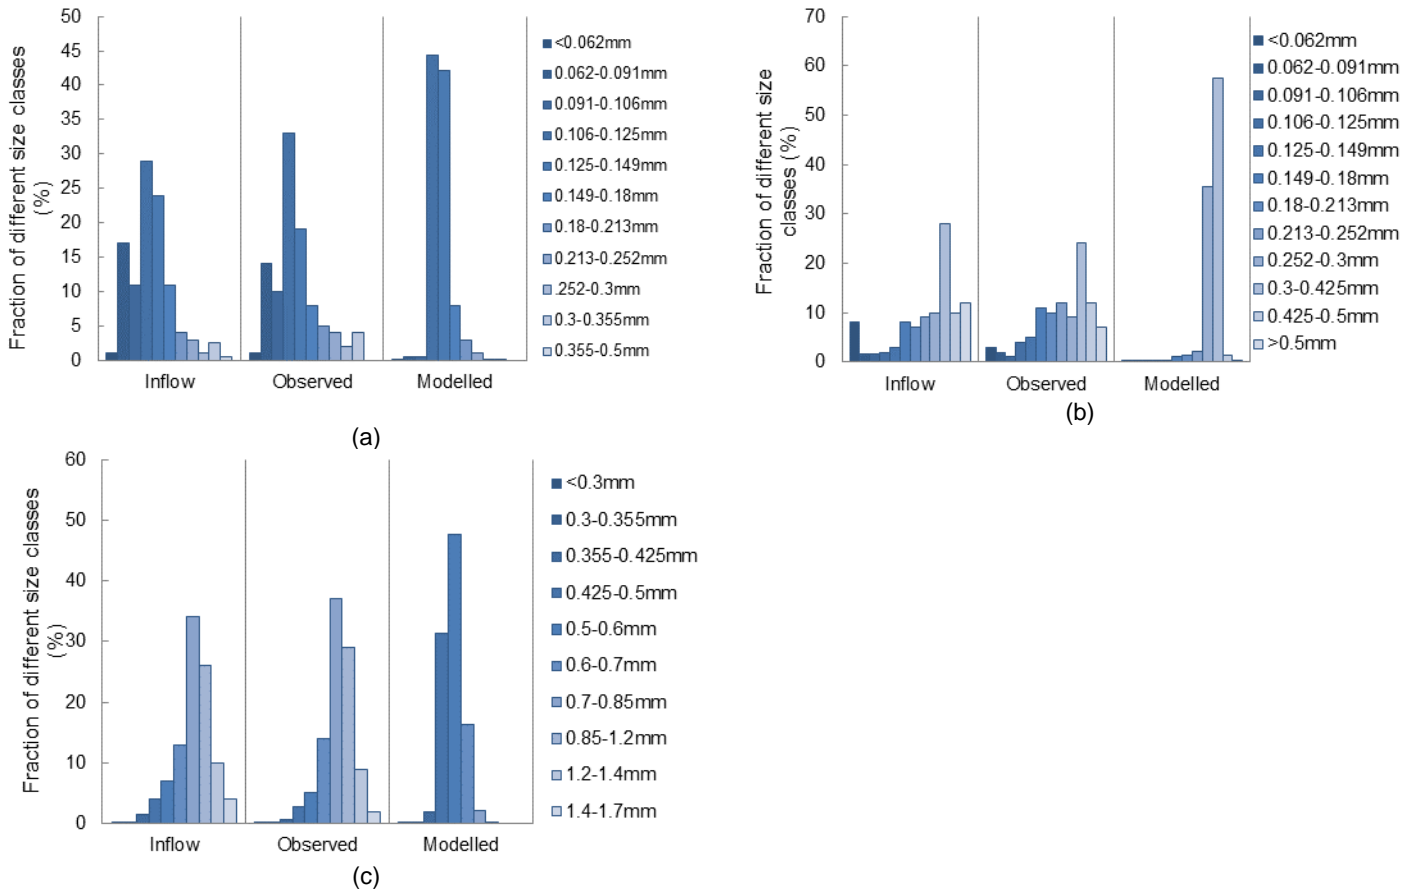 Fraction of different size classes
(%)
50
45
40
35
30
25
20
15
10
5
0
Inflow
Observed
Modelled
<0.062mm
0.062-0.091mm
0.091-0.106mm
0.106-0.125mm
0.125-0.149mm
0.149-0.18mm
0.18-0.213mm
0.213-0.252mm
.252-0.3mm
0.3-0.355mm
0.355-0.5mm
(a)
Fraction of different size
classes (%)
70
60
50
40
30
20
10
0
Inflow
Observed
Modelled
<0.062mm
0.062-0.091mm
0.091-0.106mm
0.106-0.125mm
0.125-0.149mm
0.149-0.18mm
0.18-0.213mm
0.213-0.252mm
0.252-0.3mm
0.3-0.425mm
0.425-0.5mm
>0.5mm
(b)
Fraction of different size classes
(%)
60
50
40
30
20
10
0
Inflow
Observed
Modelled
<0.3mm
0.3-0.355mm
0.355-0.425mm
0.425-0.5mm
0.5-0.6mm
0.6-0.7mm
0.7-0.85mm
0.85-1.2mm
1.2-1.4mm
1.4-1.7mm
(c)